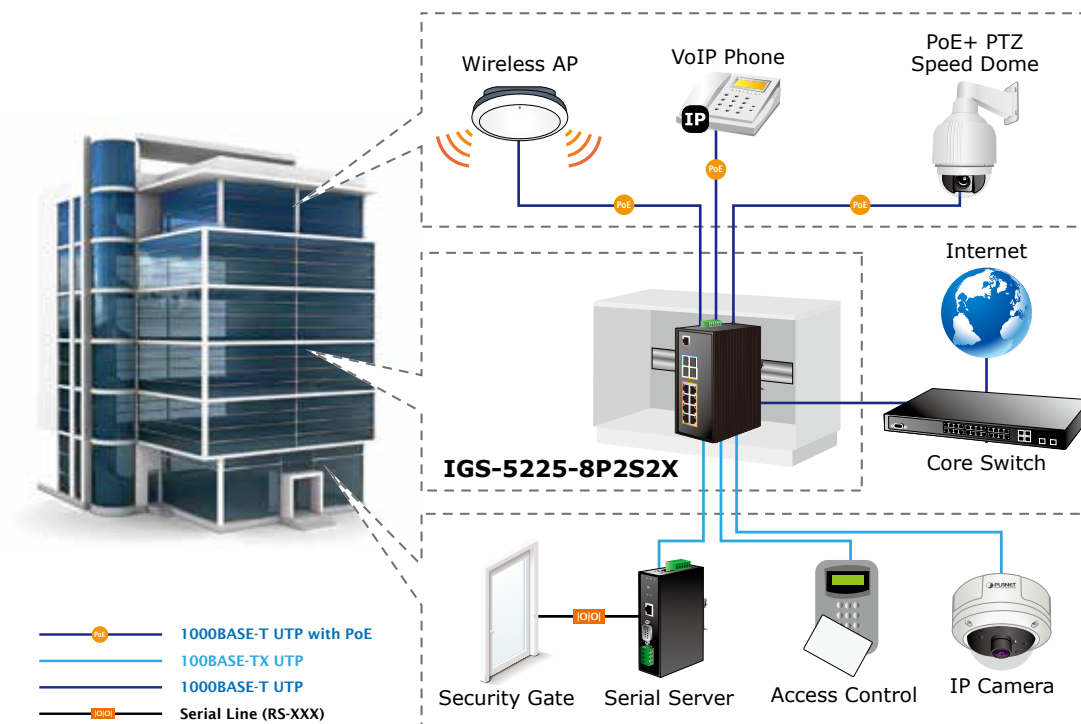 Wireless AP
VoIP Phone
PoE+ PTZ
Speed Dome
IP
PoE
PoE
PoE
Internet
IGS-5225-8P2S2X
Core Switch
PLANET
|O|O|
Security Gate
Serial Server
Access Control
IP Camera
PoE
1000BASE-T UTP with PoE
100BASE-TX UTP
1000BASE-T UTP
|O|O|
Serial Line (RS-XXX)